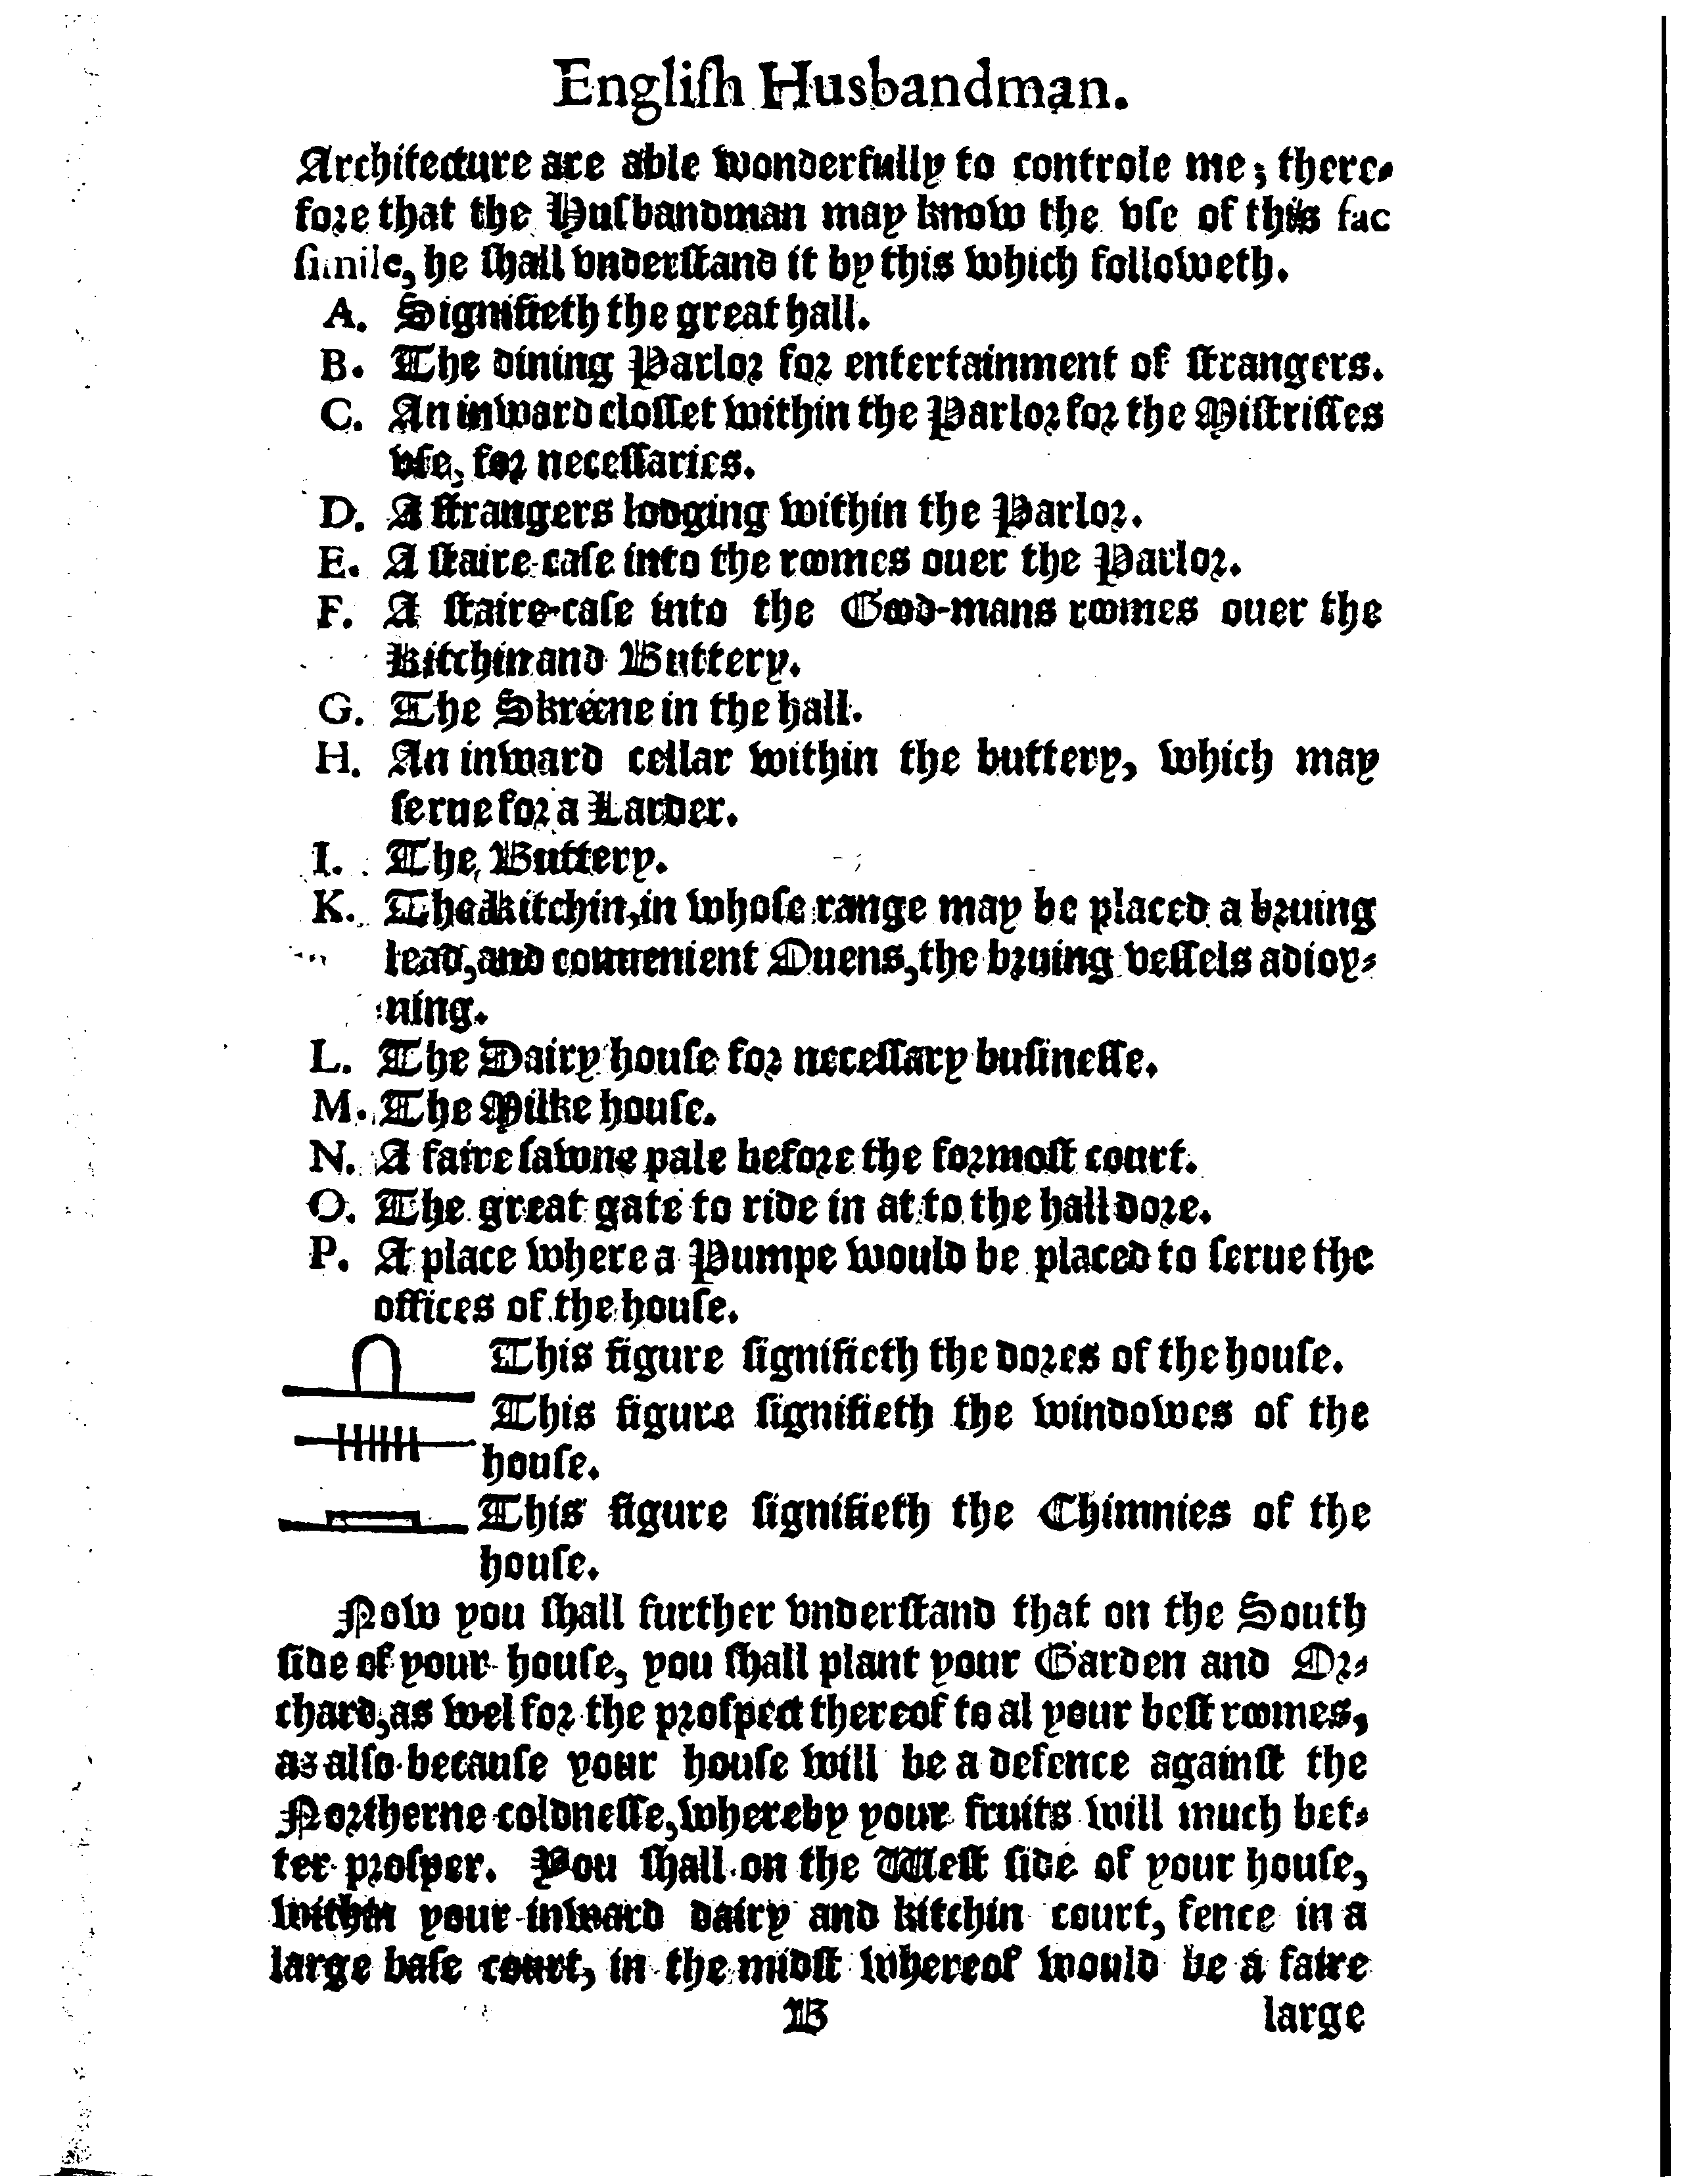 Engliſh Husbandman.
Architecture are able wonderfully to controle me; there-
fore that the Huſbandman may know the vſe of this fac
ſimile, he ſhall vnderſtand it by this which followeth.
A. Signifieth the great hall.
B. The dining Parlor for entertainment of ſtrangers.
C. An inward cloſſet within the Parlor for the Miſtriſſes
vſe, for neceſſaries.
D. A ſtrangers lodging within the Parlor.
E. A ſtaire-caſe into the roomes ouer the Parlor.
F. A ſtaire-caſe into the Good-mans roomes ouer the
Kitchin and Buttery.
G. The Skréene in the hall.
H. An inward cellar within the buttery, which may
ſerue for a Larder.
I. The Buttery.
K. The Kitchin, in whoſe range may be placed a bruing
lead, and conuenient Ouens, the bruing veſſels adioy-
ning.
L. The Dairy houſe for neceſſary buſineſſe.
M. The Milke houſe.
N. A faire ſawne pale before the formoſt court.
O. The great gate to ride in at to the hall dore.
P. A place where a Pumpe would be placed to ſerue the
offices of the houſe.
This figure ſignifieth the dores of the houſe.
This figure ſignifieth the windowes of the
houſe.
This figure ſignifieth the Chimnies of the
houſe.
Now you ſhall further vnderſtand that on the South
ſide of your houſe, you ſhall plant your Garden and Or-
chard, as wel for the proſpect thereof to al your beſt roomes,
as alſo becauſe your houſe will be a defence againſt the
Northerne coldneſſe, whereby your fruits will much bet-
ter proſper. You ſhall on the Weſt ſide of your houſe,
within your inward dairy and kitchin court, fence in a
large baſe court, in the midſt whereof would be a faire
B large